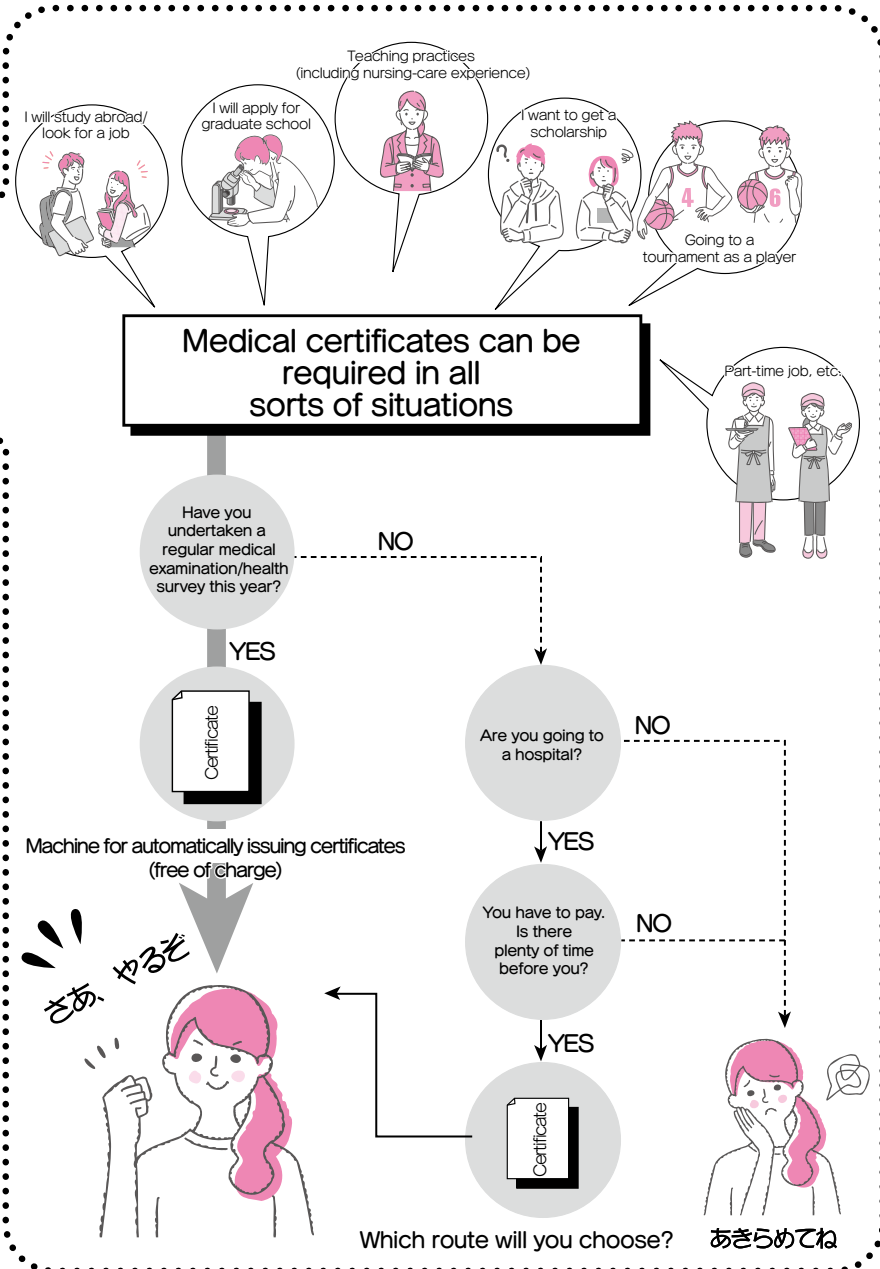 Teaching practices
(including nursing-care experience)
I will study abroad/
look for a job
I will apply for
graduate school
I want to get a
scholarship
?
4
6
Going to a
tournament as a player
Medical certificates can be
required in all
sorts of situations
Part-time job, etc.
Have you
undertaken a
regular medical
examination/health
survey this year?
NO
YES
Certificate
Are you going to
a hospital?
NO
YES
Machine for automatically issuing certificates
(free of charge)
You have to pay.
Is there
plenty of time
before you?
NO
YES
さあ、やるぞ
Certificate
Which route will you choose?
あきらめてね